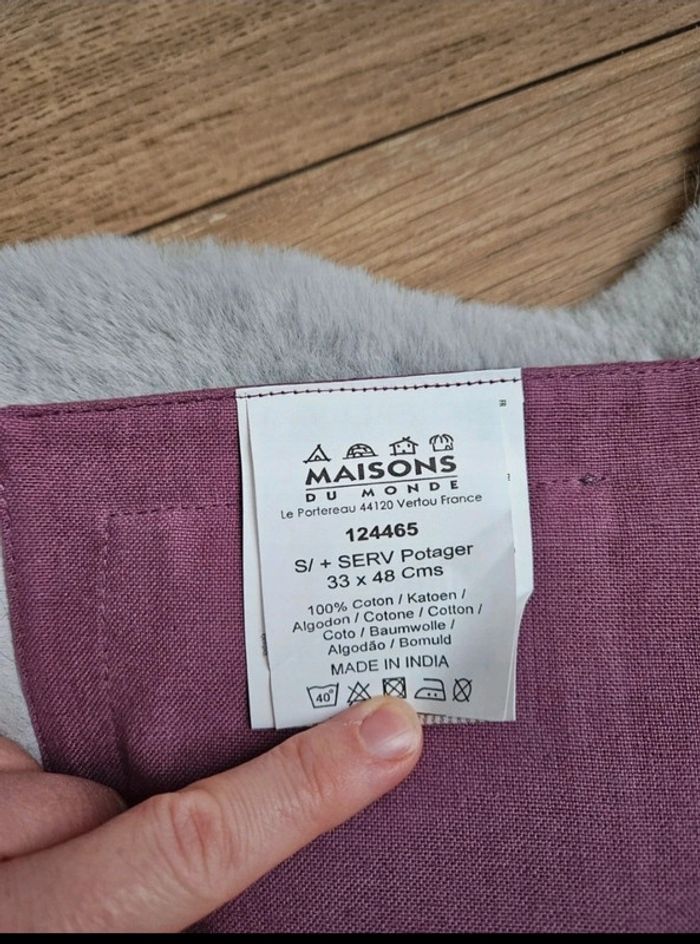 MAISONS
DU MONDE
Le Portereau 44120 Vertou France
124465
S/ + SERV Potager
33 x 48 Cms
100% Coton / Katoen /
Algodon / Cotone / Cotton /
Coto / Baumwolle /
Algodão / Bomuld
MADE IN INDIA
40°